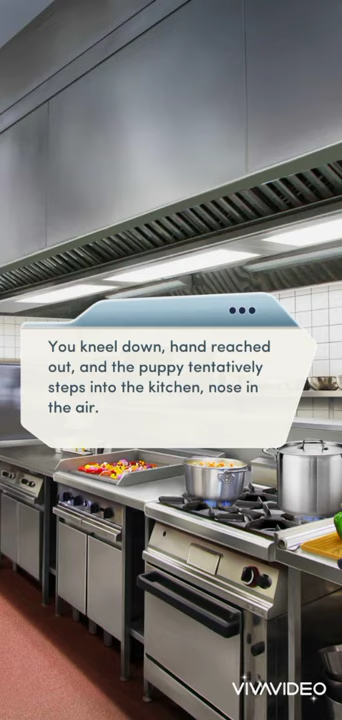 You kneel down, hand reached
out, and the puppy tentatively
steps into the kitchen, nose in
the air.
VIVAVIDEO